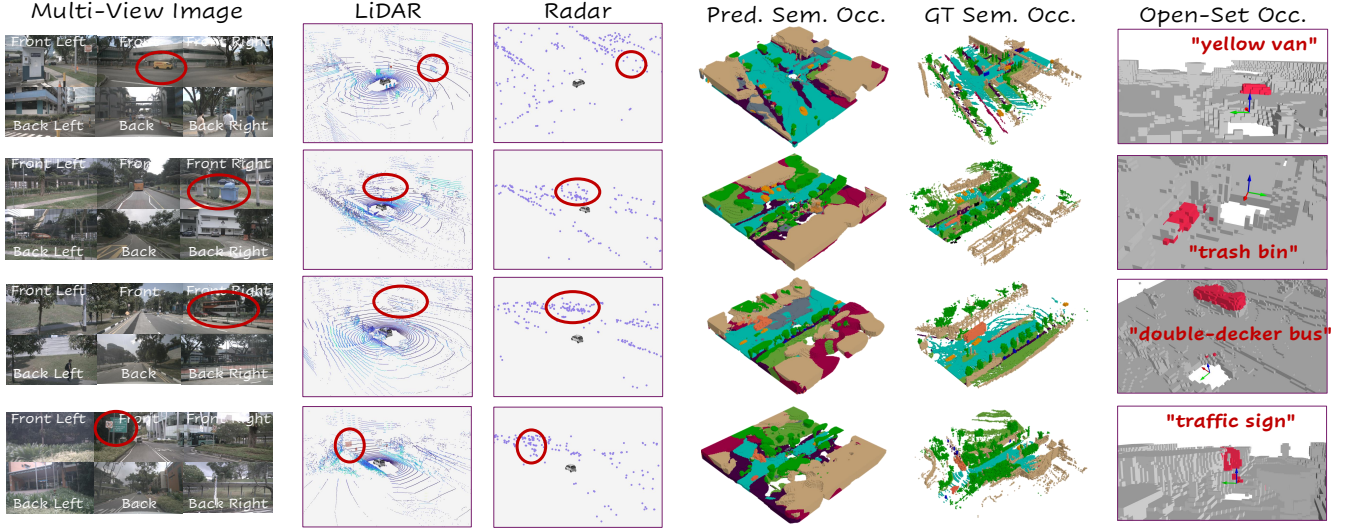 Multi-View Image LiDAR Radar Pred. Sem. Occ. GT Sem. Occ. Open-Set Occ.
Front Left Front Front Right
Back Left Back Back Right
"yellow van"
Front Left Front Front Right
Back Left Back Back Right
"trash bin"
Front Left Front Front Right
Back Left Back Back Right
"double-decker bus"
Front Left Front Front Right
Back Left Back Back Right
"traffic sign"